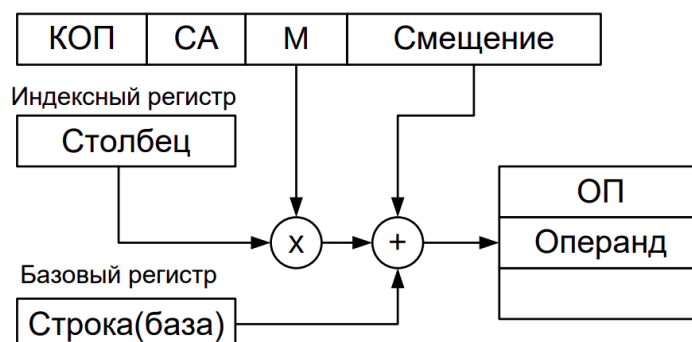 КОП СА М Смещение
Индексный регистр
Столбец
ОП
x + Операнд
Базовый регистр
Строка(база)